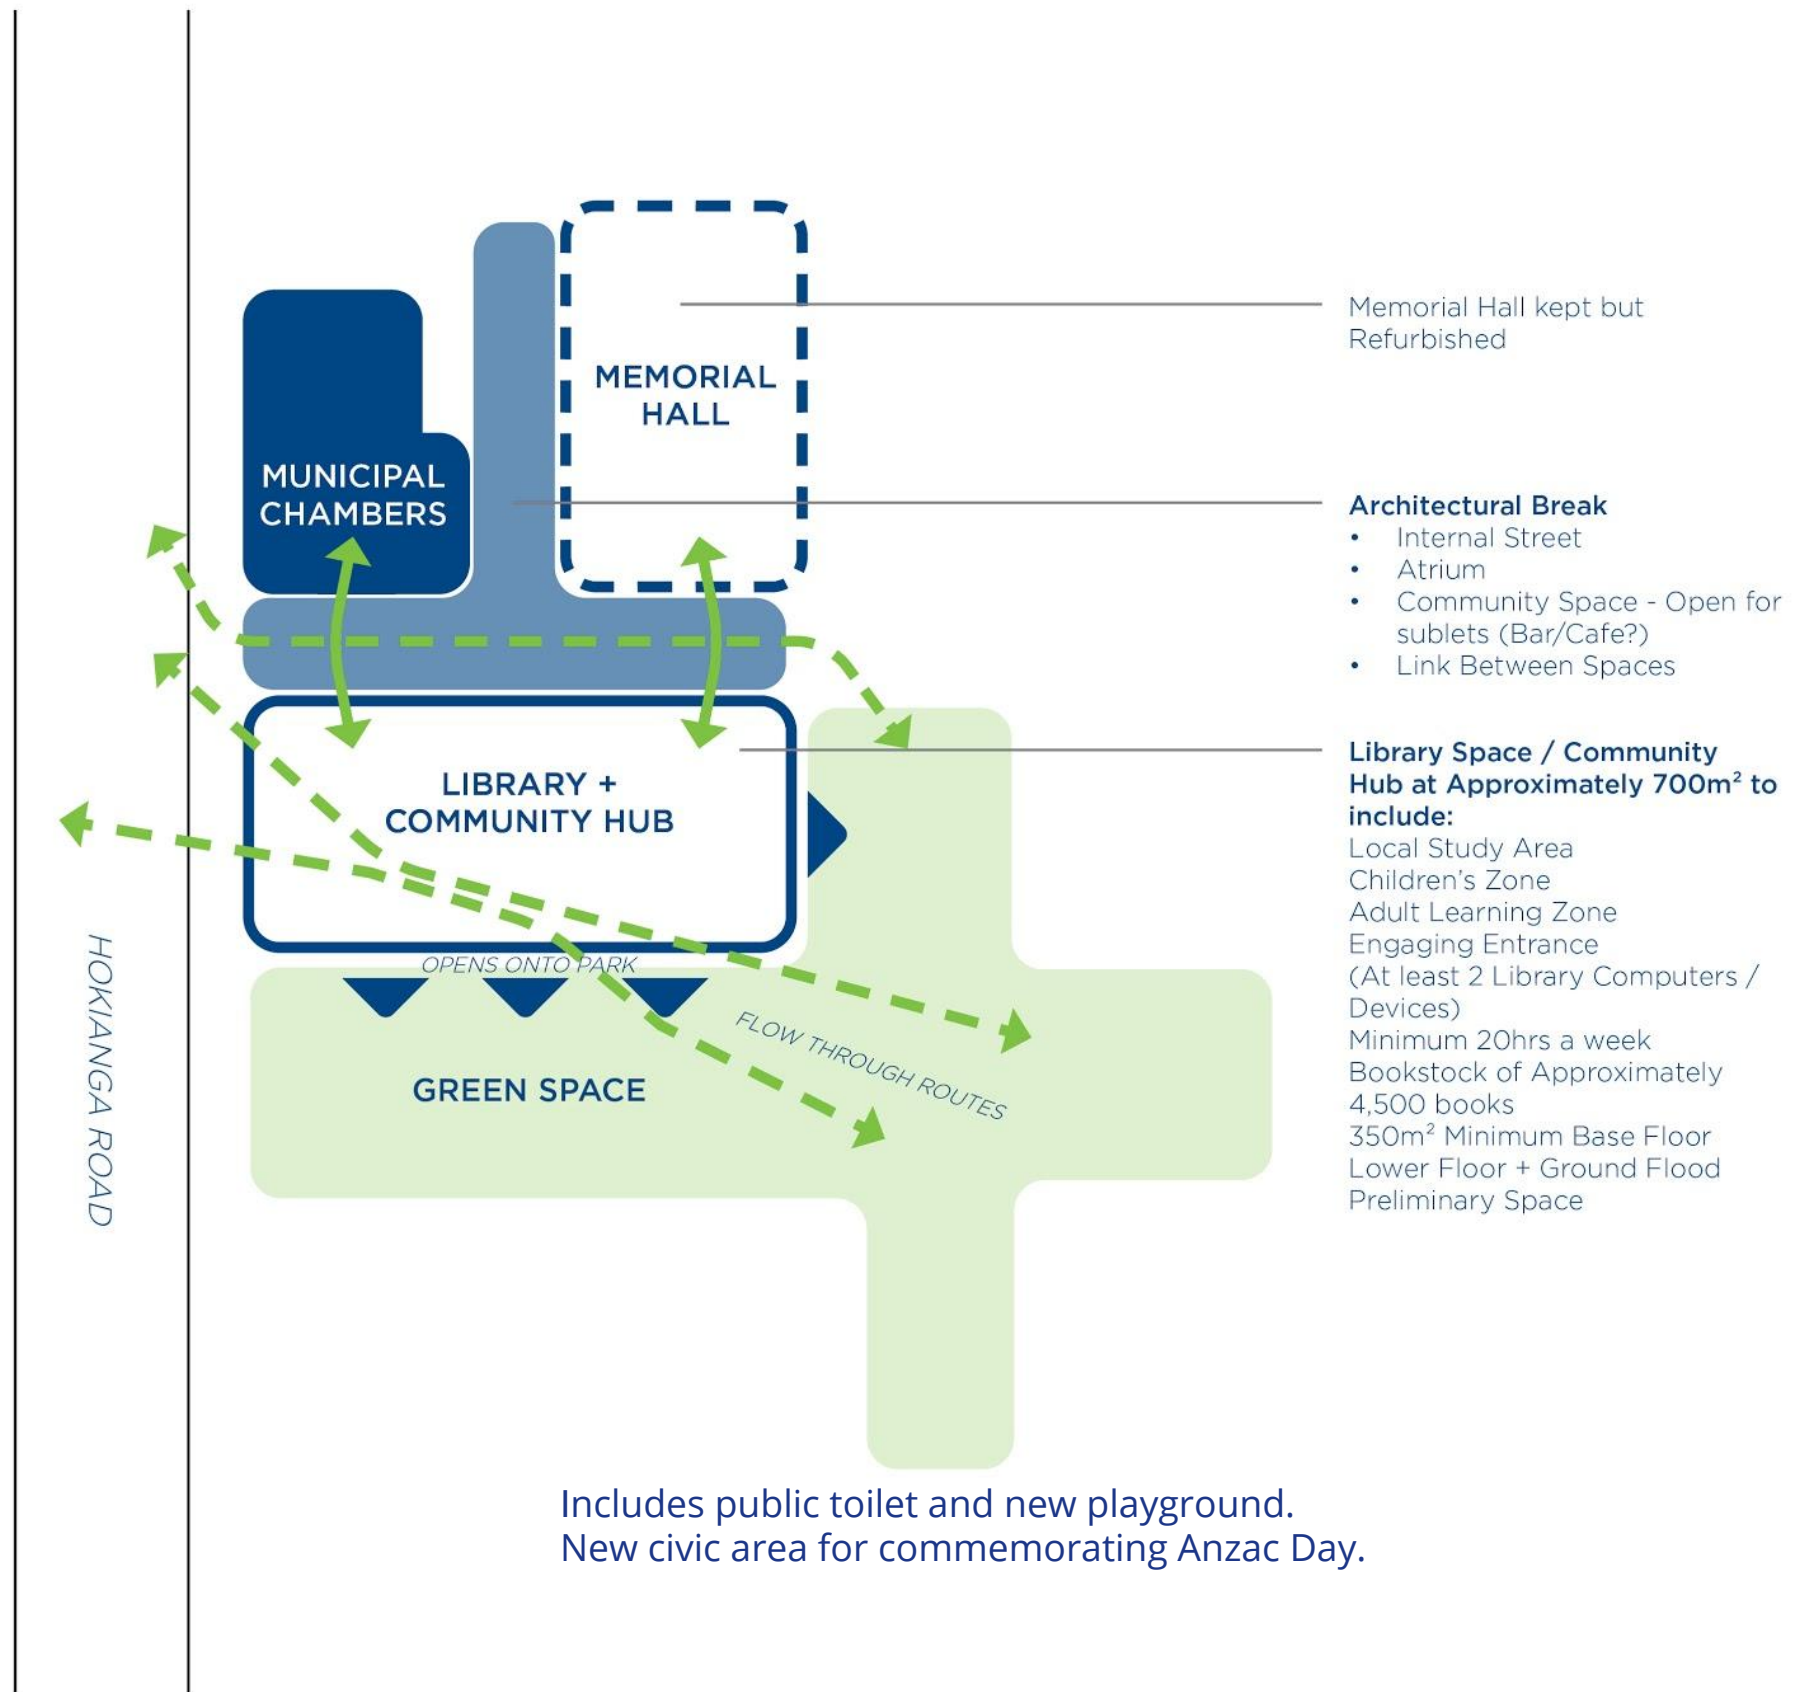 MEMORIAL
HALL
MUNICIPAL
CHAMBERS
LIBRARY +
COMMUNITY HUB
OPENS ONTO PARK
FLOW THROUGH ROUTES
GREEN SPACE
HOKIANGA ROAD
Memorial Hall kept but
Refurbished
Architectural Break
• Internal Street
• Atrium
• Community Space - Open for
sublets (Bar/Cafe?)
• Link Between Spaces
Library Space / Community
Hub at Approximately 700m² to
include:
Local Study Area
Children's Zone
Adult Learning Zone
Engaging Entrance
(At least 2 Library Computers /
Devices)
Minimum 20hrs a week
Bookstock of Approximately
4,500 books
350m² Minimum Base Floor
Lower Floor + Ground Flood
Preliminary Space
Includes public toilet and new playground.
New civic area for commemorating Anzac Day.